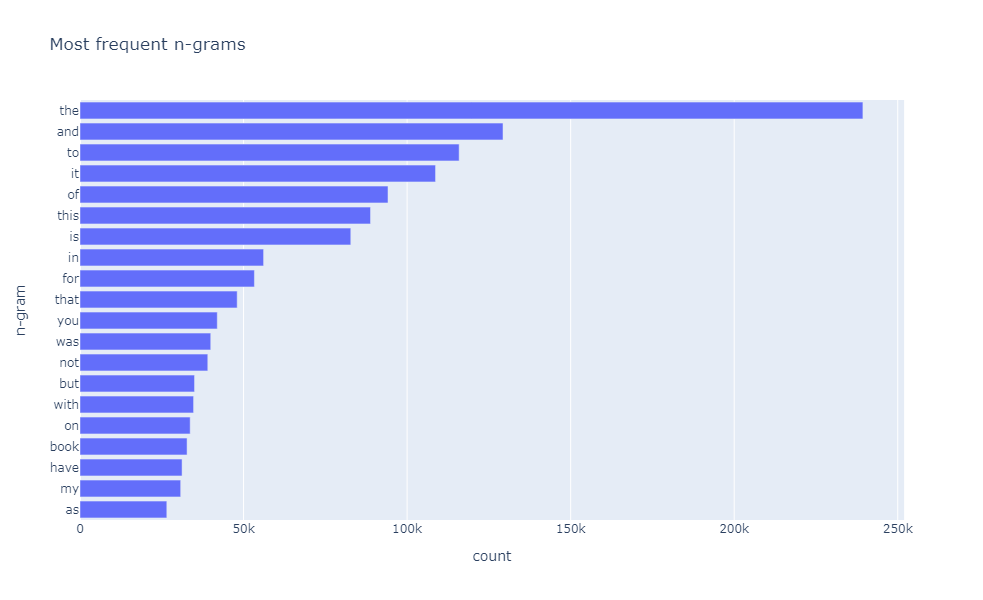 Most frequent n-grams
n-gram
the
and
to
it
of
this
is
in
for
that
you
was
not
but
with
on
book
have
my
as
0 50k 100k 150k 200k 250k
count